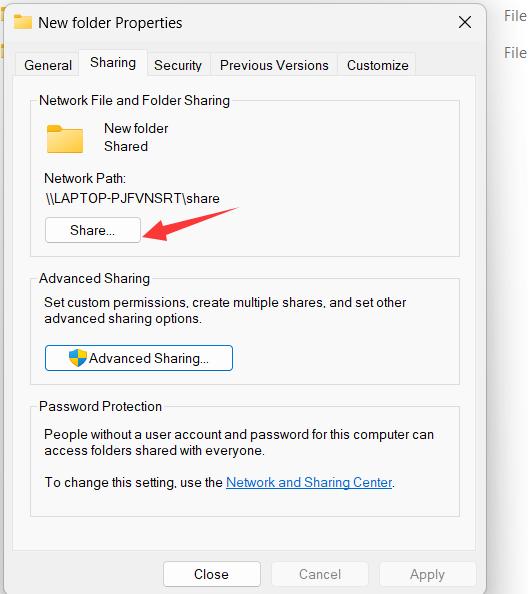 New folder Properties
File
File
General Sharing Security Previous Versions Customize
Network File and Folder Sharing
New folder
Shared
Network Path:
\\LAPTOP-PJFVNSRT\share
Share...
Advanced Sharing
Set custom permissions, create multiple shares, and set other
advanced sharing options.
Advanced Sharing...
Password Protection
People without a user account and password for this computer can
access folders shared with everyone.
To change this setting, use the Network and Sharing Center.
Close Cancel Apply